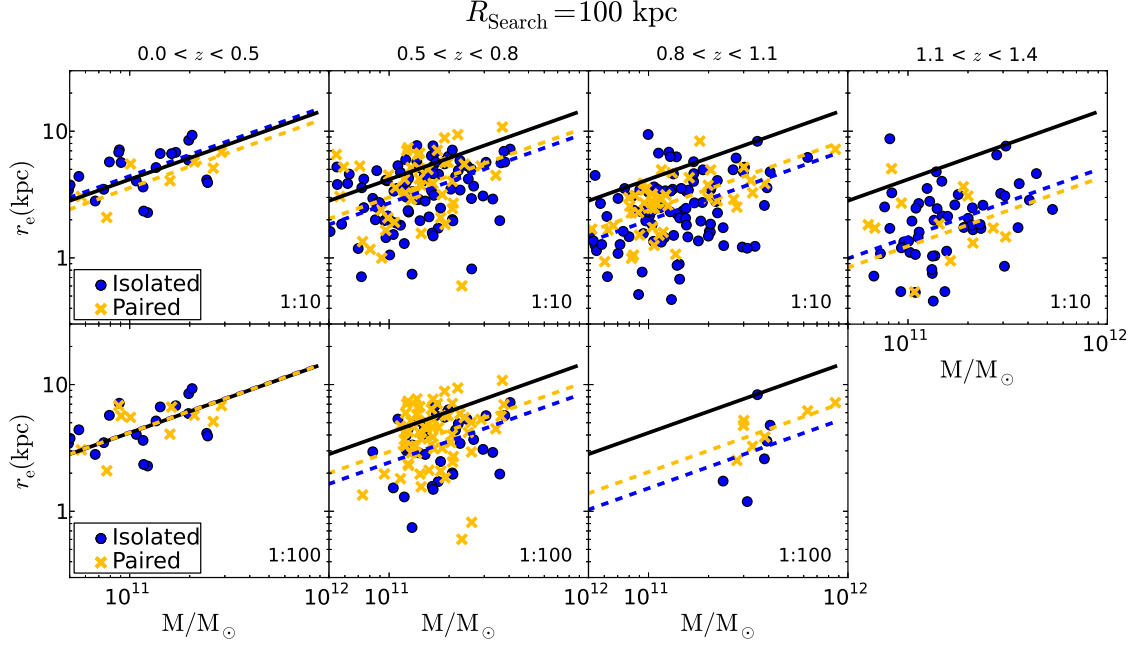 R_Search = 100 kpc
0.0 < z < 0.5
0.5 < z < 0.8
0.8 < z < 1.1
1.1 < z < 1.4
10
1
r_e(kpc)
Isolated
Paired
1:10
1:10
1:10
1:10
10^11
10^12
M/M_⊙
10
1
r_e(kpc)
Isolated
Paired
1:100
1:100
1:100
10^11
10^12
10^11
10^12
10^11
10^12
M/M_⊙
M/M_⊙
M/M_⊙